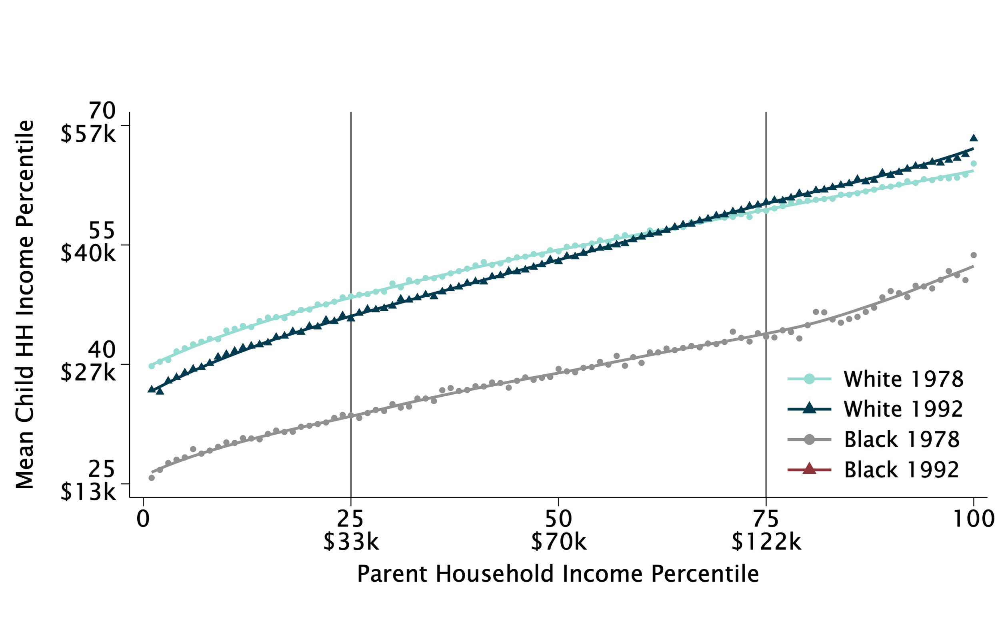 Mean Child HH Income Percentile
70
$57k
55
$40k
40
$27k
25
$13k
White 1978
White 1992
Black 1978
Black 1992
0 25 50 75 100
$33k $70k $122k
Parent Household Income Percentile